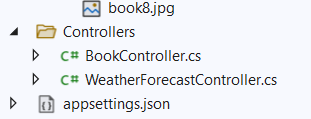 book8.jpg
Controllers
C# BookController.cs
C# WeatherForecastController.cs
appsettings.json